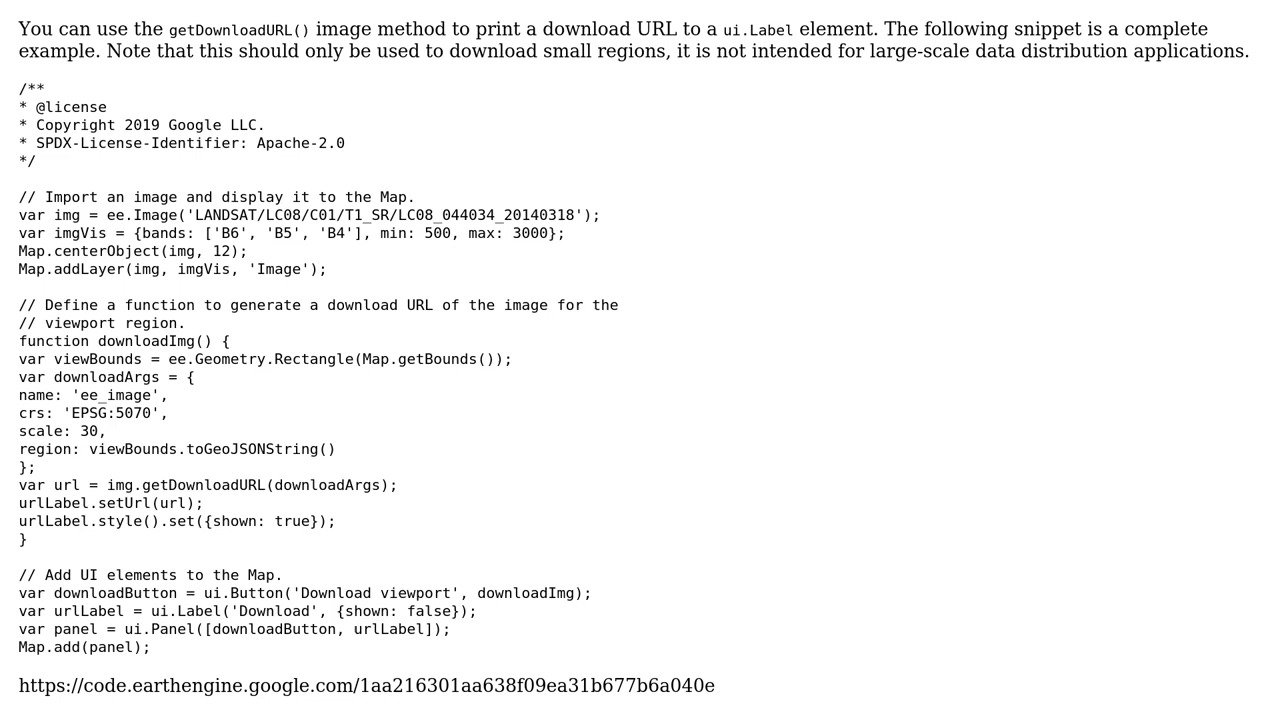 You can use the getDownloadURL() image method to print a download URL to a ui.Label element. The following snippet is a complete
example. Note that this should only be used to download small regions, it is not intended for large-scale data distribution applications.
/**
* @license
* Copyright 2019 Google LLC.
* SPDX-License-Identifier: Apache-2.0
*/
// Import an image and display it to the Map.
var img = ee.Image('LANDSAT/LC08/C01/T1_SR/LC08_044034_20140318');
var imgVis = {bands: ['B6', 'B5', 'B4'], min: 500, max: 3000};
Map.centerObject(img, 12);
Map.addLayer(img, imgVis, 'Image');
// Define a function to generate a download URL of the image for the
// viewport region.
function downloadImg() {
var viewBounds = ee.Geometry.Rectangle(Map.getBounds());
var downloadArgs = {
name: 'ee_image',
crs: 'EPSG:5070',
scale: 30,
region: viewBounds.toGeoJSONString()
};
var url = img.getDownloadURL(downloadArgs);
urlLabel.setUrl(url);
urlLabel.style().set({shown: true});
}
// Add UI elements to the Map.
var downloadButton = ui.Button('Download viewport', downloadImg);
var urlLabel = ui.Label('Download', {shown: false});
var panel = ui.Panel([downloadButton, urlLabel]);
Map.add(panel);
https://code.earthengine.google.com/1aa216301aa638f09ea31b677b6a040e